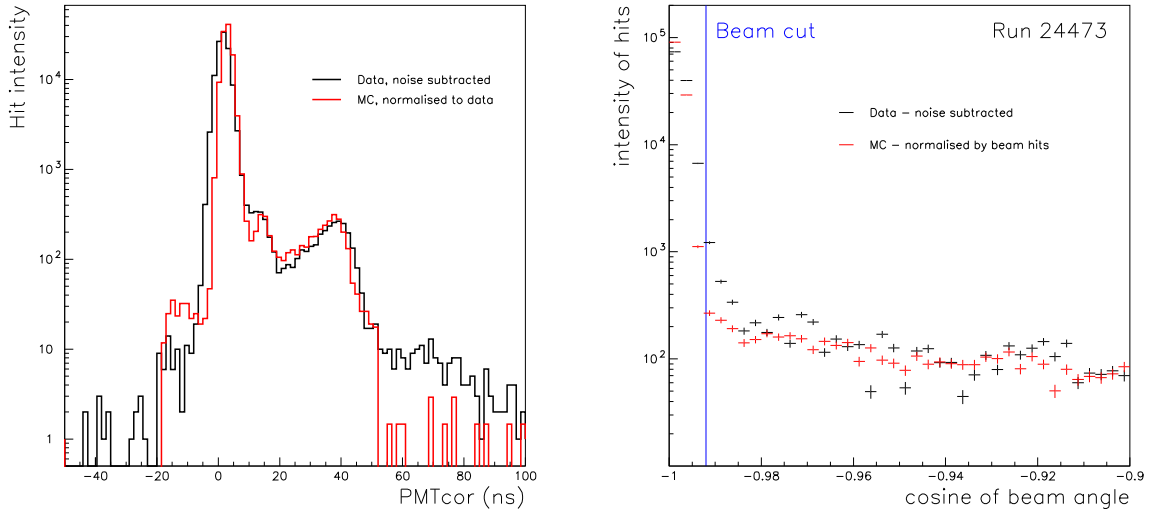 Hit intensity
10⁴
10³
10²
10
1
Data, noise subtracted
MC, normalised to data
−40 −20 0 20 40 60 80 100
PMTcor (ns)
intensity of hits
10⁵
10⁴
10³
10²
Beam cut
Run 24473
Data − noise subtracted
MC − normalised by beam hits
−1 −0.98 −0.96 −0.94 −0.92 −0.9
cosine of beam angle